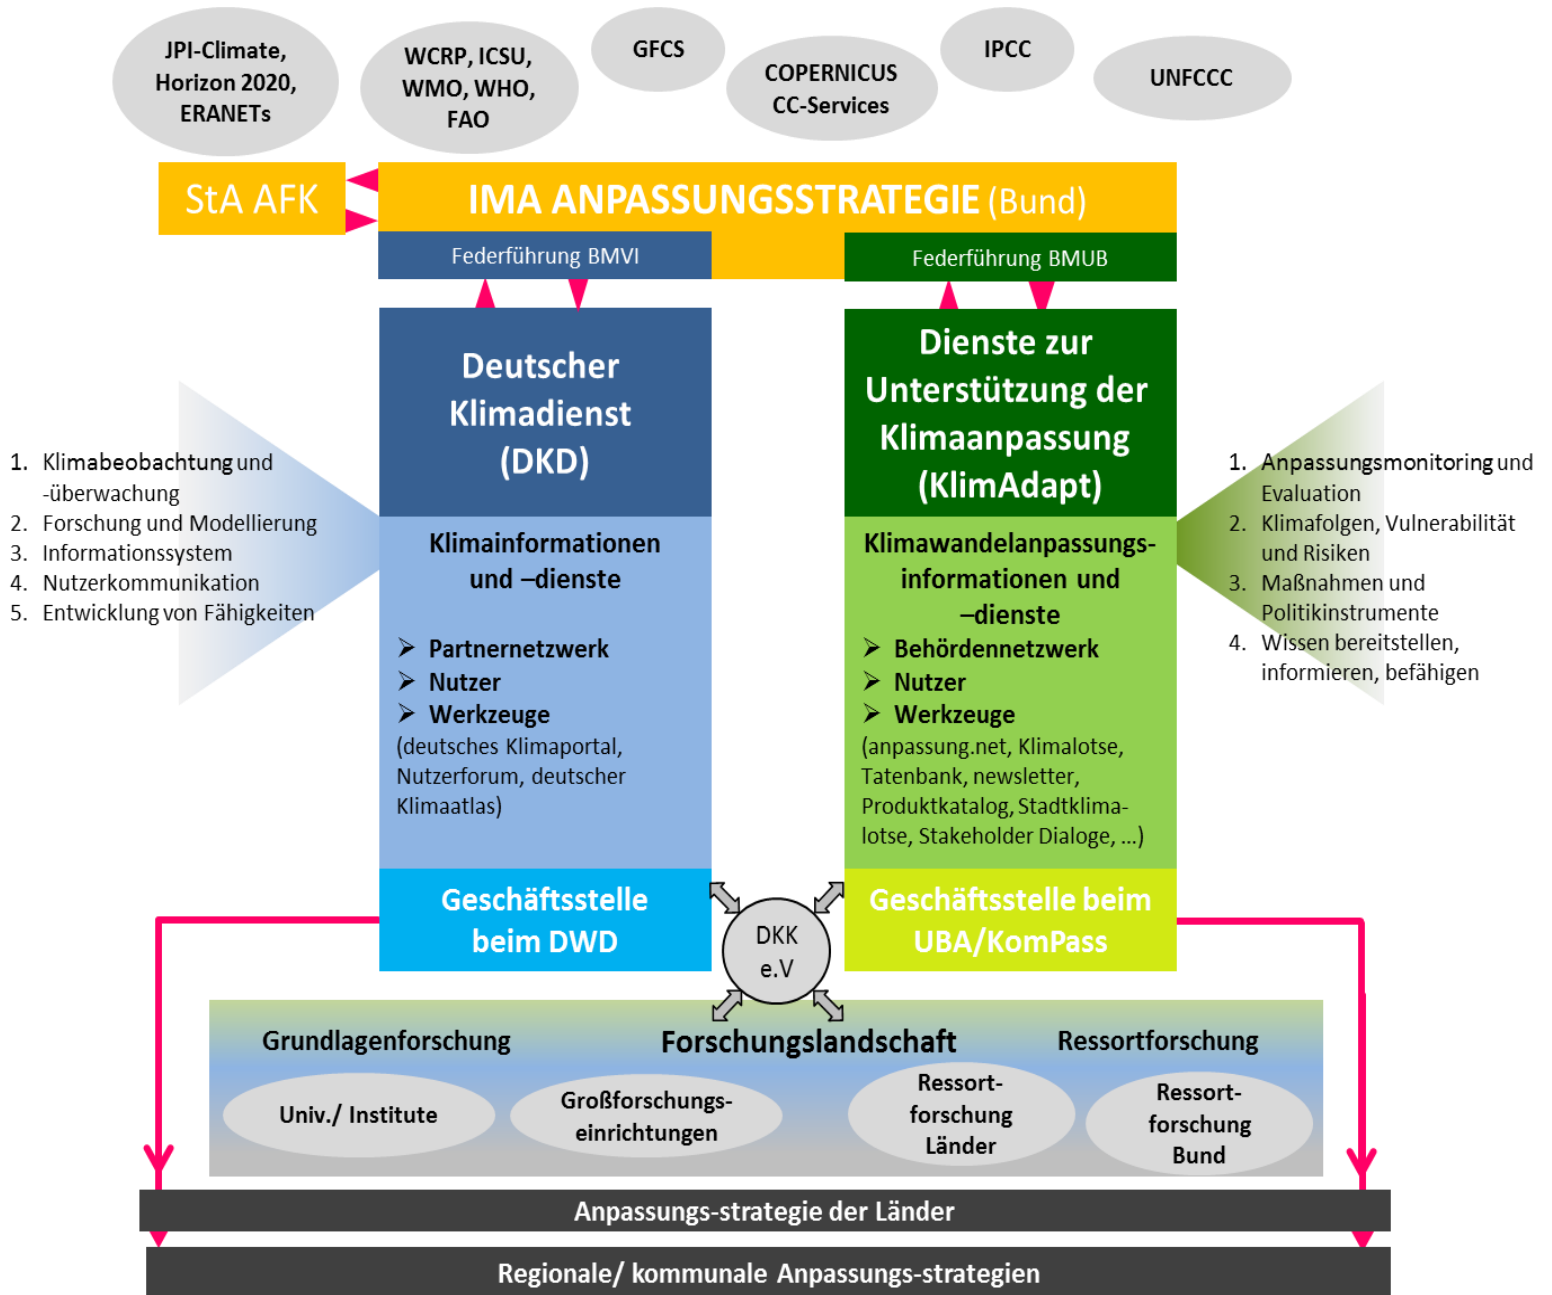 JPI-Climate,
Horizon 2020,
ERANETs
WCRP, ICSU,
WMO, WHO,
FAO
GFCS
COPERNICUS
CC-Services
IPCC
UNFCCC
StA AFK
IMA ANPASSUNGSSTRATEGIE (Bund)
Federführung BMVI
Federführung BMUB
Deutscher
Klimadienst
(DKD)
Dienste zur
Unterstützung der
Klimaanpassung
(KlimAdapt)
1. Klimabeobachtung und
-überwachung
2. Forschung und Modellierung
3. Informationssystem
4. Nutzerkommunikation
5. Entwicklung von Fähigkeiten
Klimainformationen
und –dienste
➢ Partnernetzwerk
➢ Nutzer
➢ Werkzeuge
(deutsches Klimaportal,
Nutzerforum, deutscher
Klimaatlas)
Klimawandelanpassungs-
informationen und
–dienste
➢ Behördennetzwerk
➢ Nutzer
➢ Werkzeuge
(anpassung.net, Klimalotse,
Tatenbank, newsletter,
Produktkatalog, Stadtklima-
lotse, Stakeholder Dialoge, ...)
1. Anpassungsmonitoring und
Evaluation
2. Klimafolgen, Vulnerabilität
und Risiken
3. Maßnahmen und
Politikinstrumente
4. Wissen bereitstellen,
informieren, befähigen
Geschäftsstelle
beim DWD
DKK
e.V
Geschäftsstelle beim
UBA/KomPass
Grundlagenforschung
Forschungslandschaft
Ressortforschung
Univ./ Institute
Großforschungs-
einrichtungen
Ressort-
forschung
Länder
Ressort-
forschung
Bund
Anpassungs-strategie der Länder
Regionale/ kommunale Anpassungs-strategien